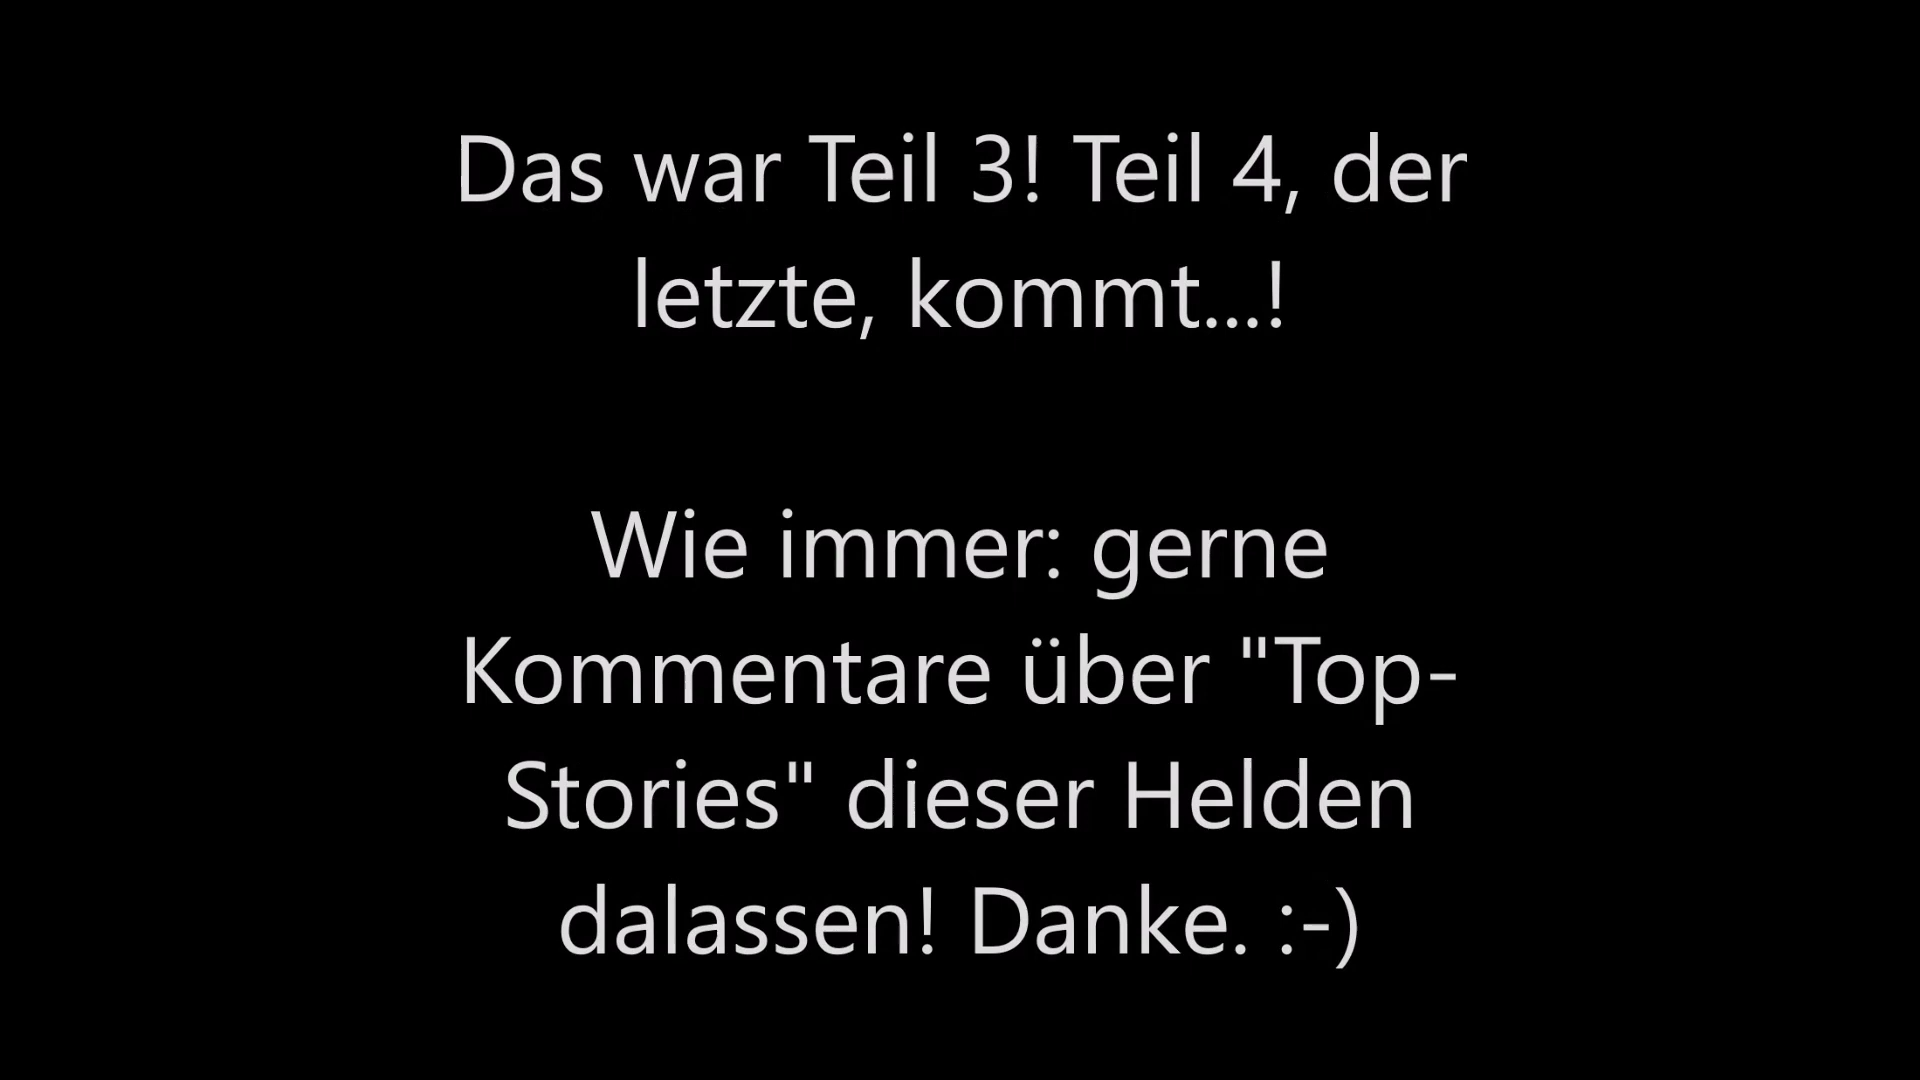 Das war Teil 3! Teil 4, der
letzte, kommt...!
Wie immer: gerne
Kommentare über "Top-
Stories" dieser Helden
dalassen! Danke. :-)